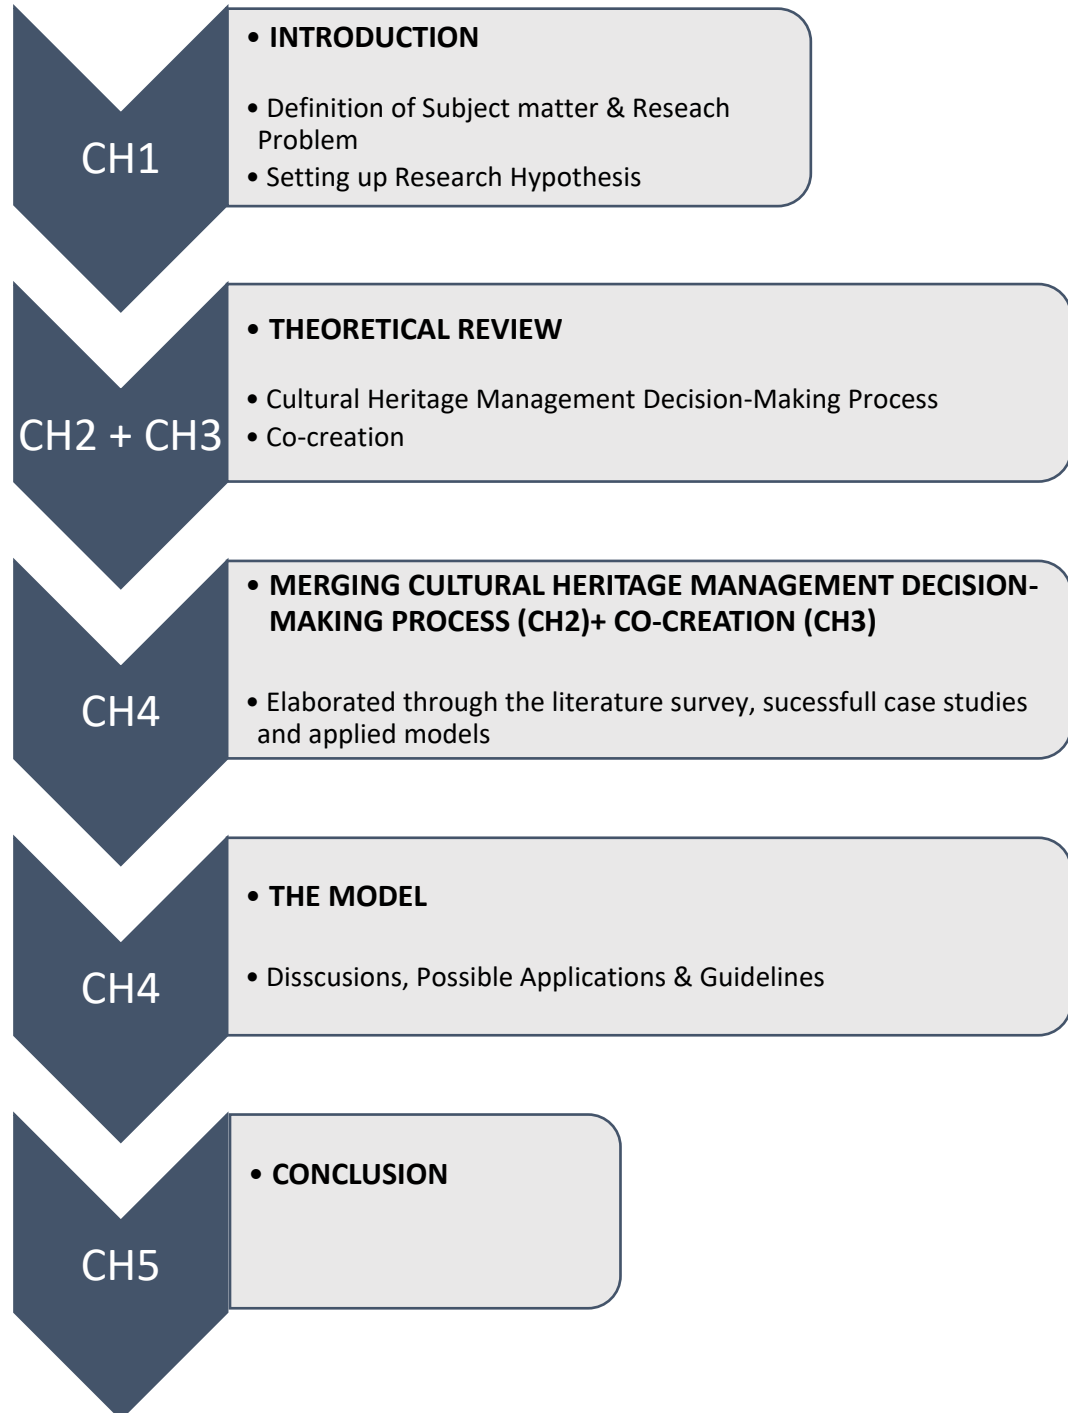 CH1
• INTRODUCTION
• Definition of Subject matter & Reseach
Problem
• Setting up Research Hypothesis
CH2 + CH3
• THEORETICAL REVIEW
• Cultural Heritage Management Decision-Making Process
• Co-creation
CH4
• MERGING CULTURAL HERITAGE MANAGEMENT DECISION-
MAKING PROCESS (CH2)+ CO-CREATION (CH3)
• Elaborated through the literature survey, sucessfull case studies
and applied models
CH4
• THE MODEL
• Disscusions, Possible Applications & Guidelines
CH5
• CONCLUSION